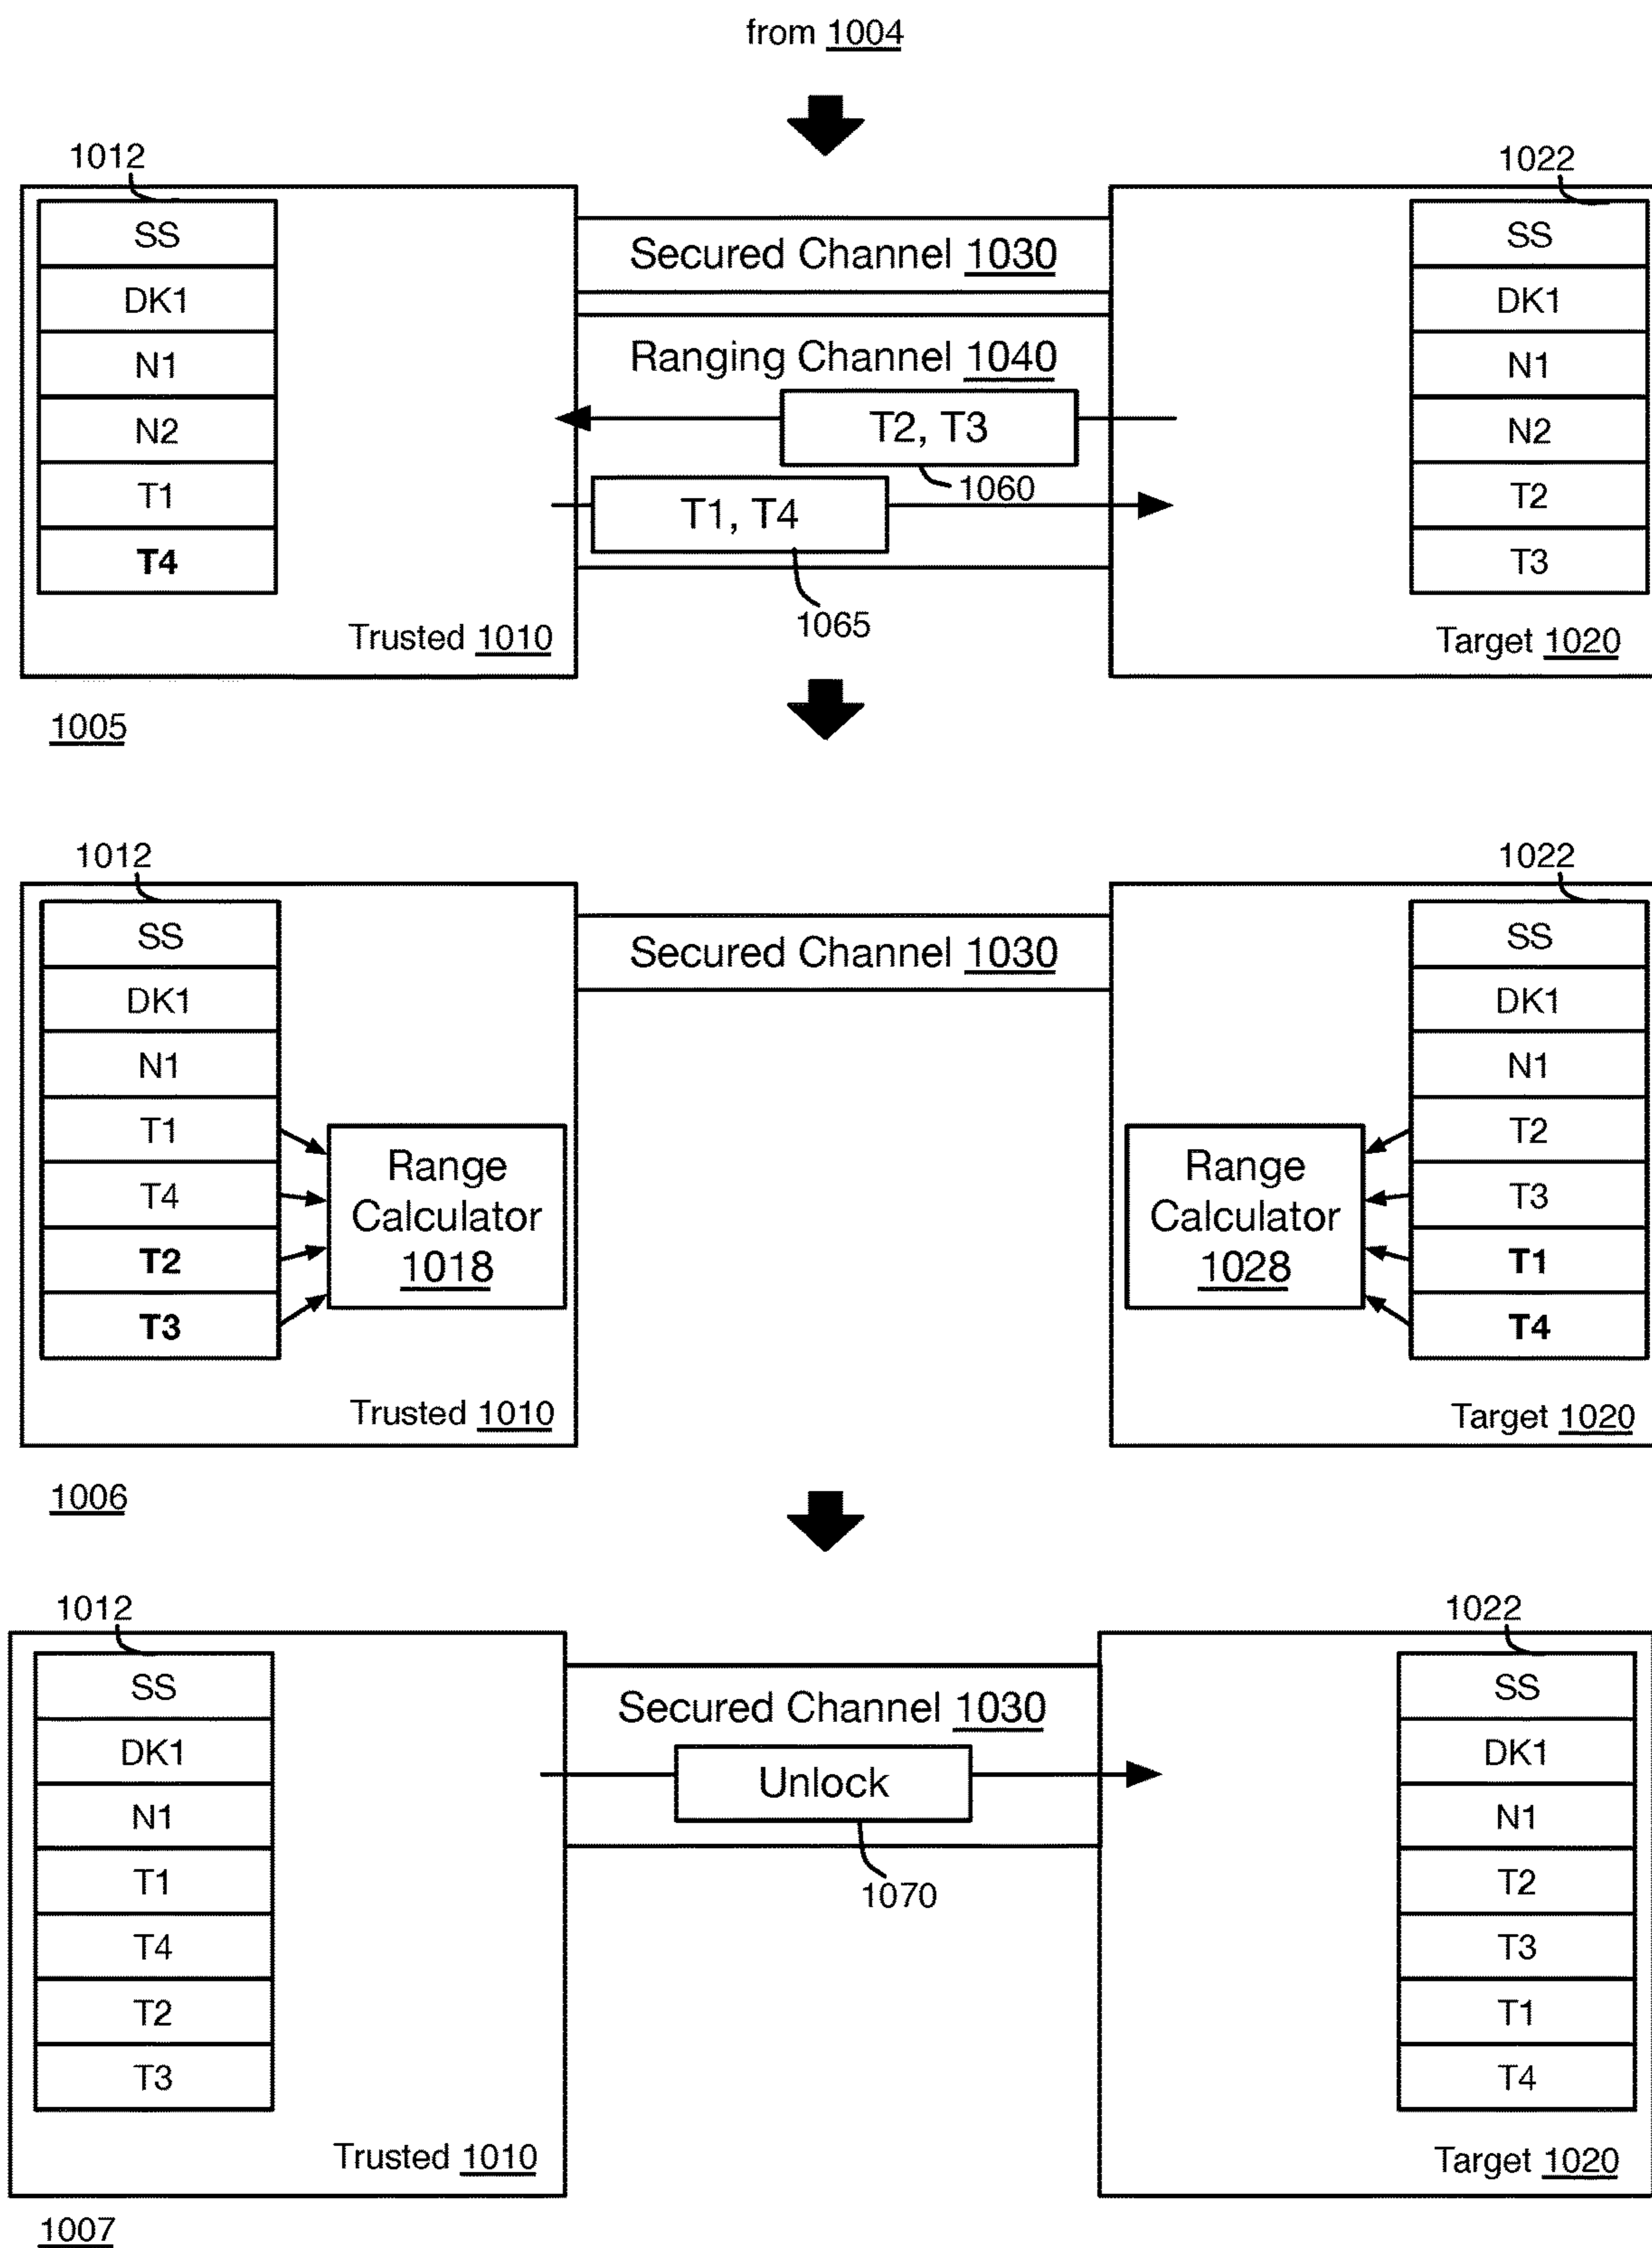 from 1004
1012
1022
SS
DK1
N1
N2
T1
T4
Trusted 1010
Secured Channel 1030
Ranging Channel 1040
T2, T3
1060
T1, T4
1065
SS
DK1
N1
N2
T2
T3
Target 1020
1005
1012
1022
SS
DK1
N1
T1
T4
T2
T3
Range
Calculator
1018
Trusted 1010
Secured Channel 1030
Range
Calculator
1028
SS
DK1
N1
T2
T3
T1
T4
Target 1020
1006
1012
1022
SS
DK1
N1
T1
T4
T2
T3
Trusted 1010
Secured Channel 1030
Unlock
1070
SS
DK1
N1
T2
T3
T1
T4
Target 1020
1007